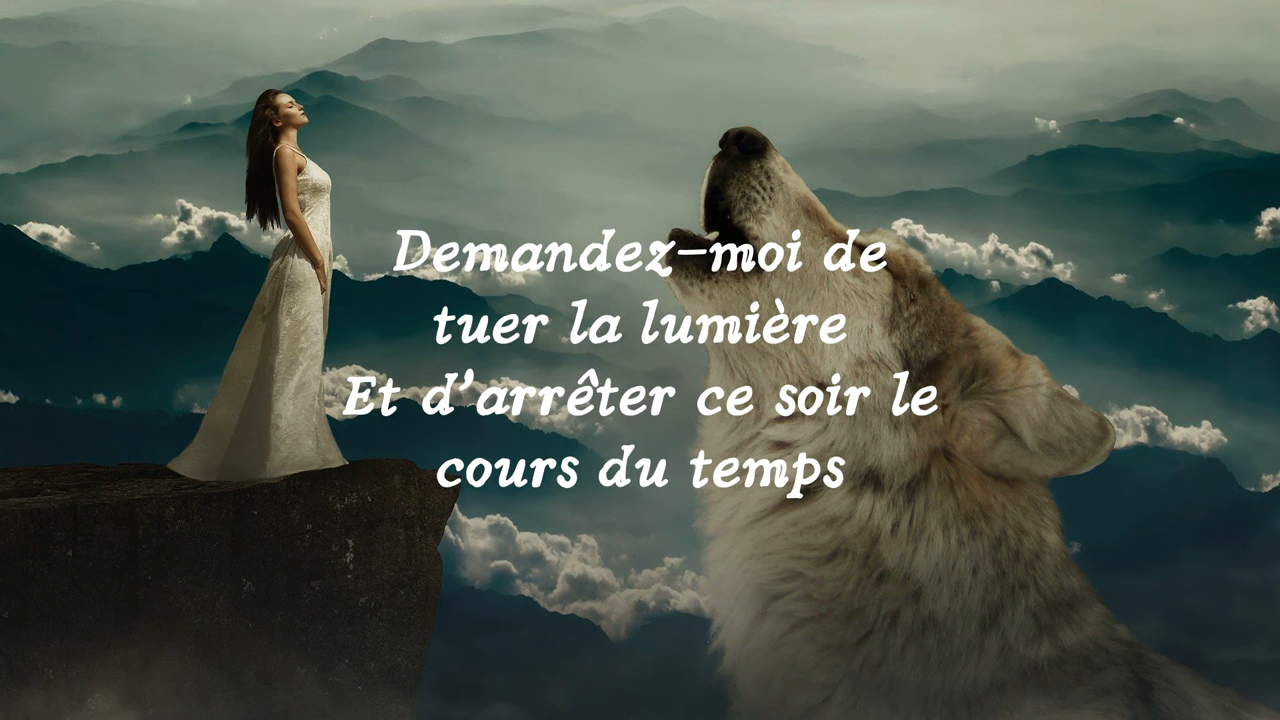 Demandez-moi de
tuer la lumière
Et d'arrêter ce soir le
cours du temps